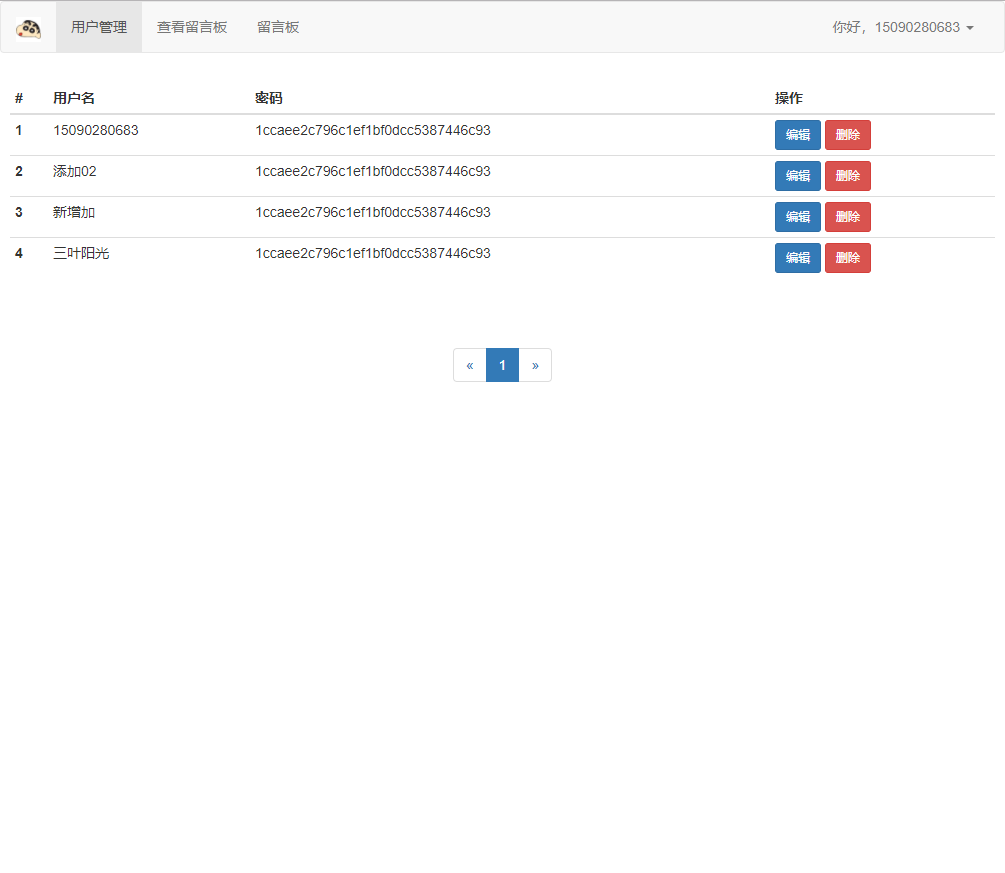 用户管理 查看留言板 留言板 你好，15090280683
# 用户名 密码 操作
1 15090280683 1ccaee2c796c1ef1bf0dcc5387446c93 编辑 删除
2 添加02 1ccaee2c796c1ef1bf0dcc5387446c93 编辑 删除
3 新增加 1ccaee2c796c1ef1bf0dcc5387446c93 编辑 删除
4 三叶阳光 1ccaee2c796c1ef1bf0dcc5387446c93 编辑 删除
« 1 »